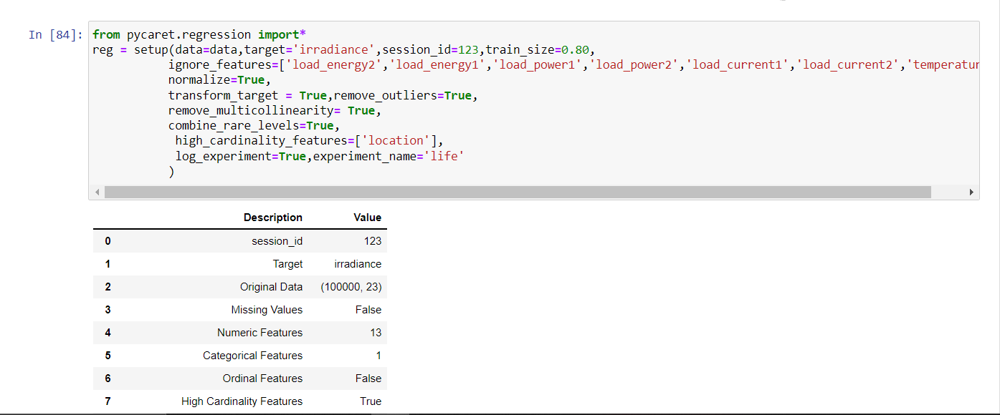 In [84]: from pycaret.regression import*
reg = setup(data=data,target='irradiance',session_id=123,train_size=0.80,
ignore_features=['load_energy2','load_energy1','load_power1','load_power2','load_current1','load_current2','temperatur
normalize=True,
transform_target = True,remove_outliers=True,
remove_multicollinearity= True,
combine_rare_levels=True,
high_cardinality_features=['location'],
log_experiment=True,experiment_name='life'
)
Description Value
0 session_id 123
1 Target irradiance
2 Original Data (100000, 23)
3 Missing Values False
4 Numeric Features 13
5 Categorical Features 1
6 Ordinal Features False
7 High Cardinality Features True